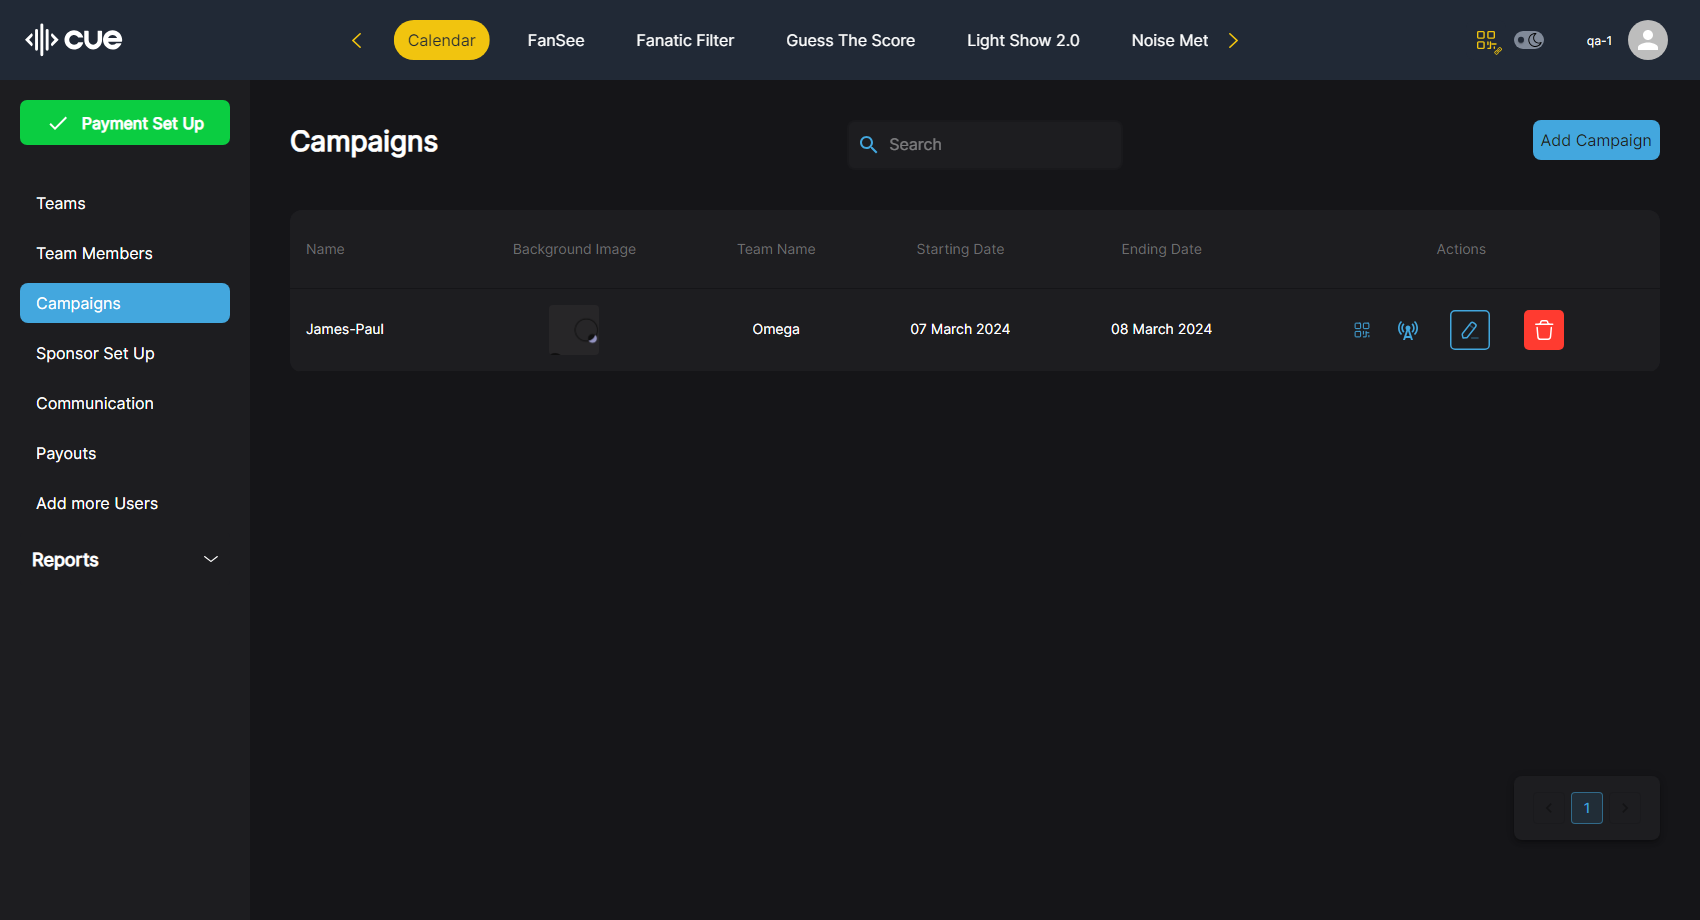 cue
Calendar FanSee Fanatic Filter Guess The Score Light Show 2.0 Noise Met
qa-1
Payment Set Up
Teams
Team Members
Campaigns
Sponsor Set Up
Communication
Payouts
Add more Users
Reports
Campaigns
Search
Add Campaign
Name Background Image Team Name Starting Date Ending Date Actions
James-Paul Omega 07 March 2024 08 March 2024
1